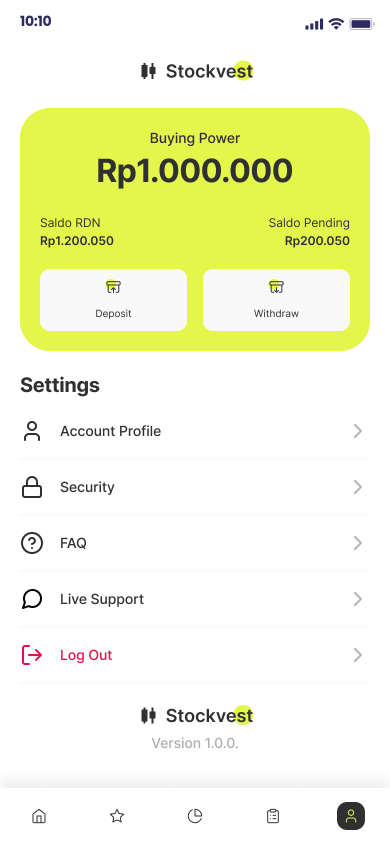 10:10
Stockvest
Buying Power
Rp1.000.000
Saldo RDN
Saldo Pending
Rp1.200.050
Rp200.050
Deposit
Withdraw
Settings
Account Profile
Security
FAQ
Live Support
Log Out
Stockvest
Version 1.0.0.